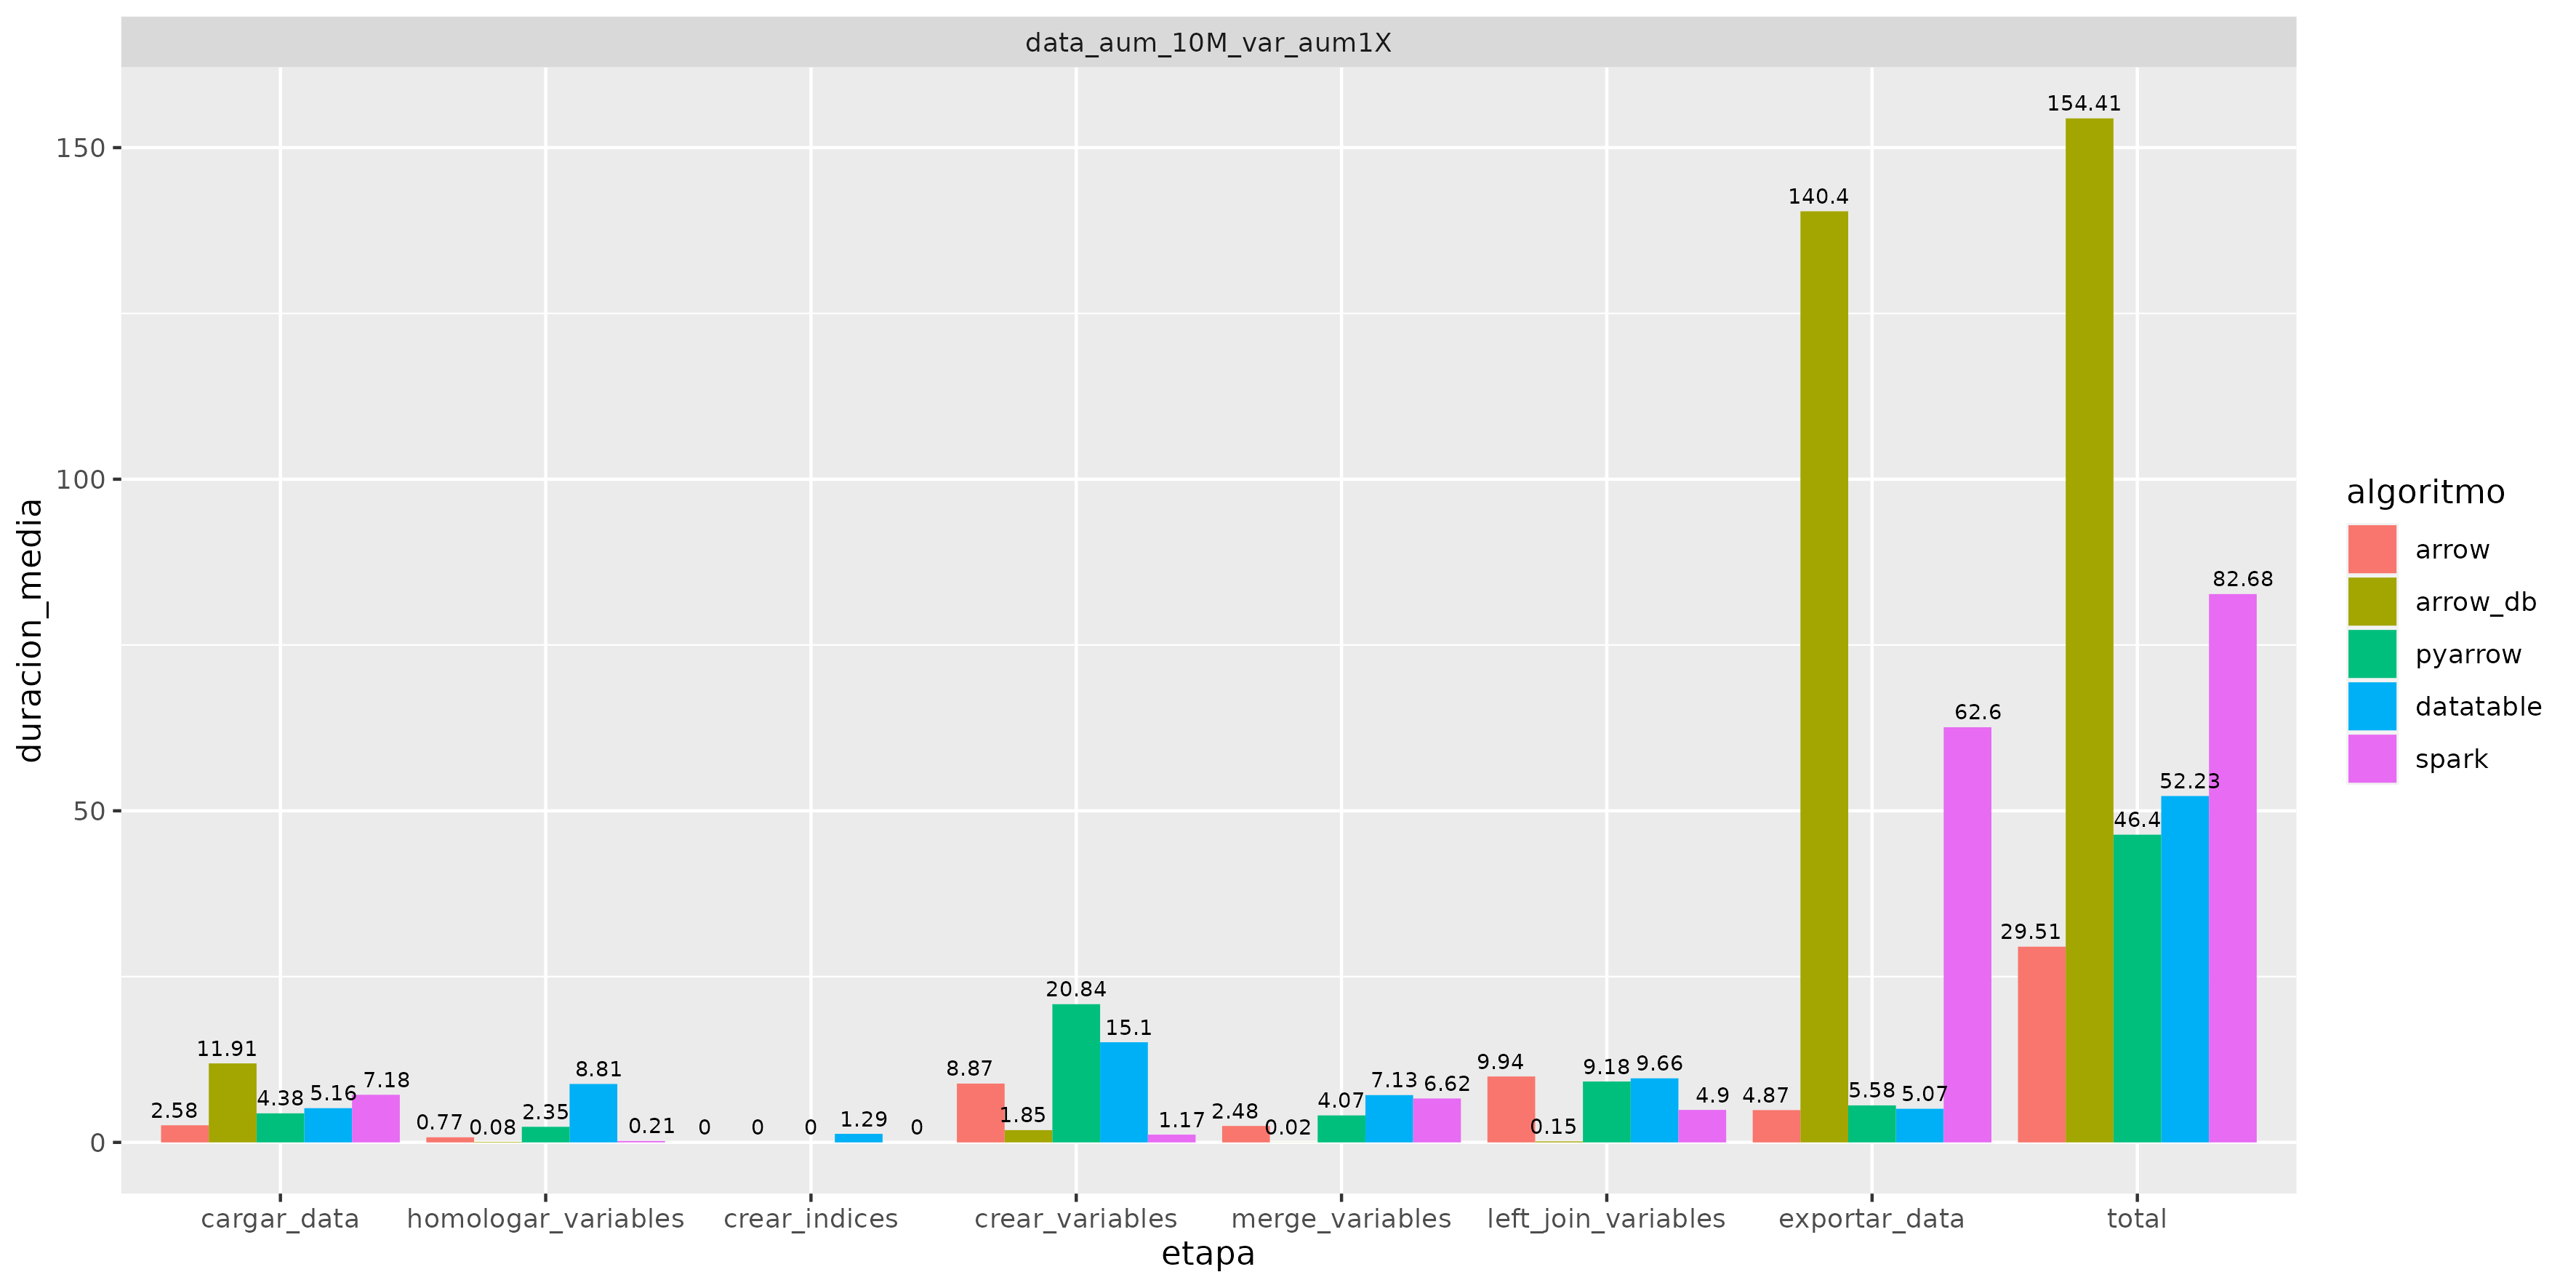 data_aum_10M_var_aum1X
duracion_media
150
100
50
0
2.58
11.91
4.38
5.16
7.18
0.77
0.08
2.35
8.81
0.21
0
0
0
1.29
0
8.87
1.85
20.84
15.1
1.17
2.48
0.02
4.07
7.13
6.62
9.94
0.15
9.18
9.66
4.9
4.87
140.4
5.58
5.07
62.6
29.51
154.41
46.4
52.23
82.68
cargar_data
homologar_variables
crear_indices
crear_variables
merge_variables
left_join_variables
exportar_data
total
etapa
algoritmo
arrow
arrow_db
pyarrow
datatable
spark